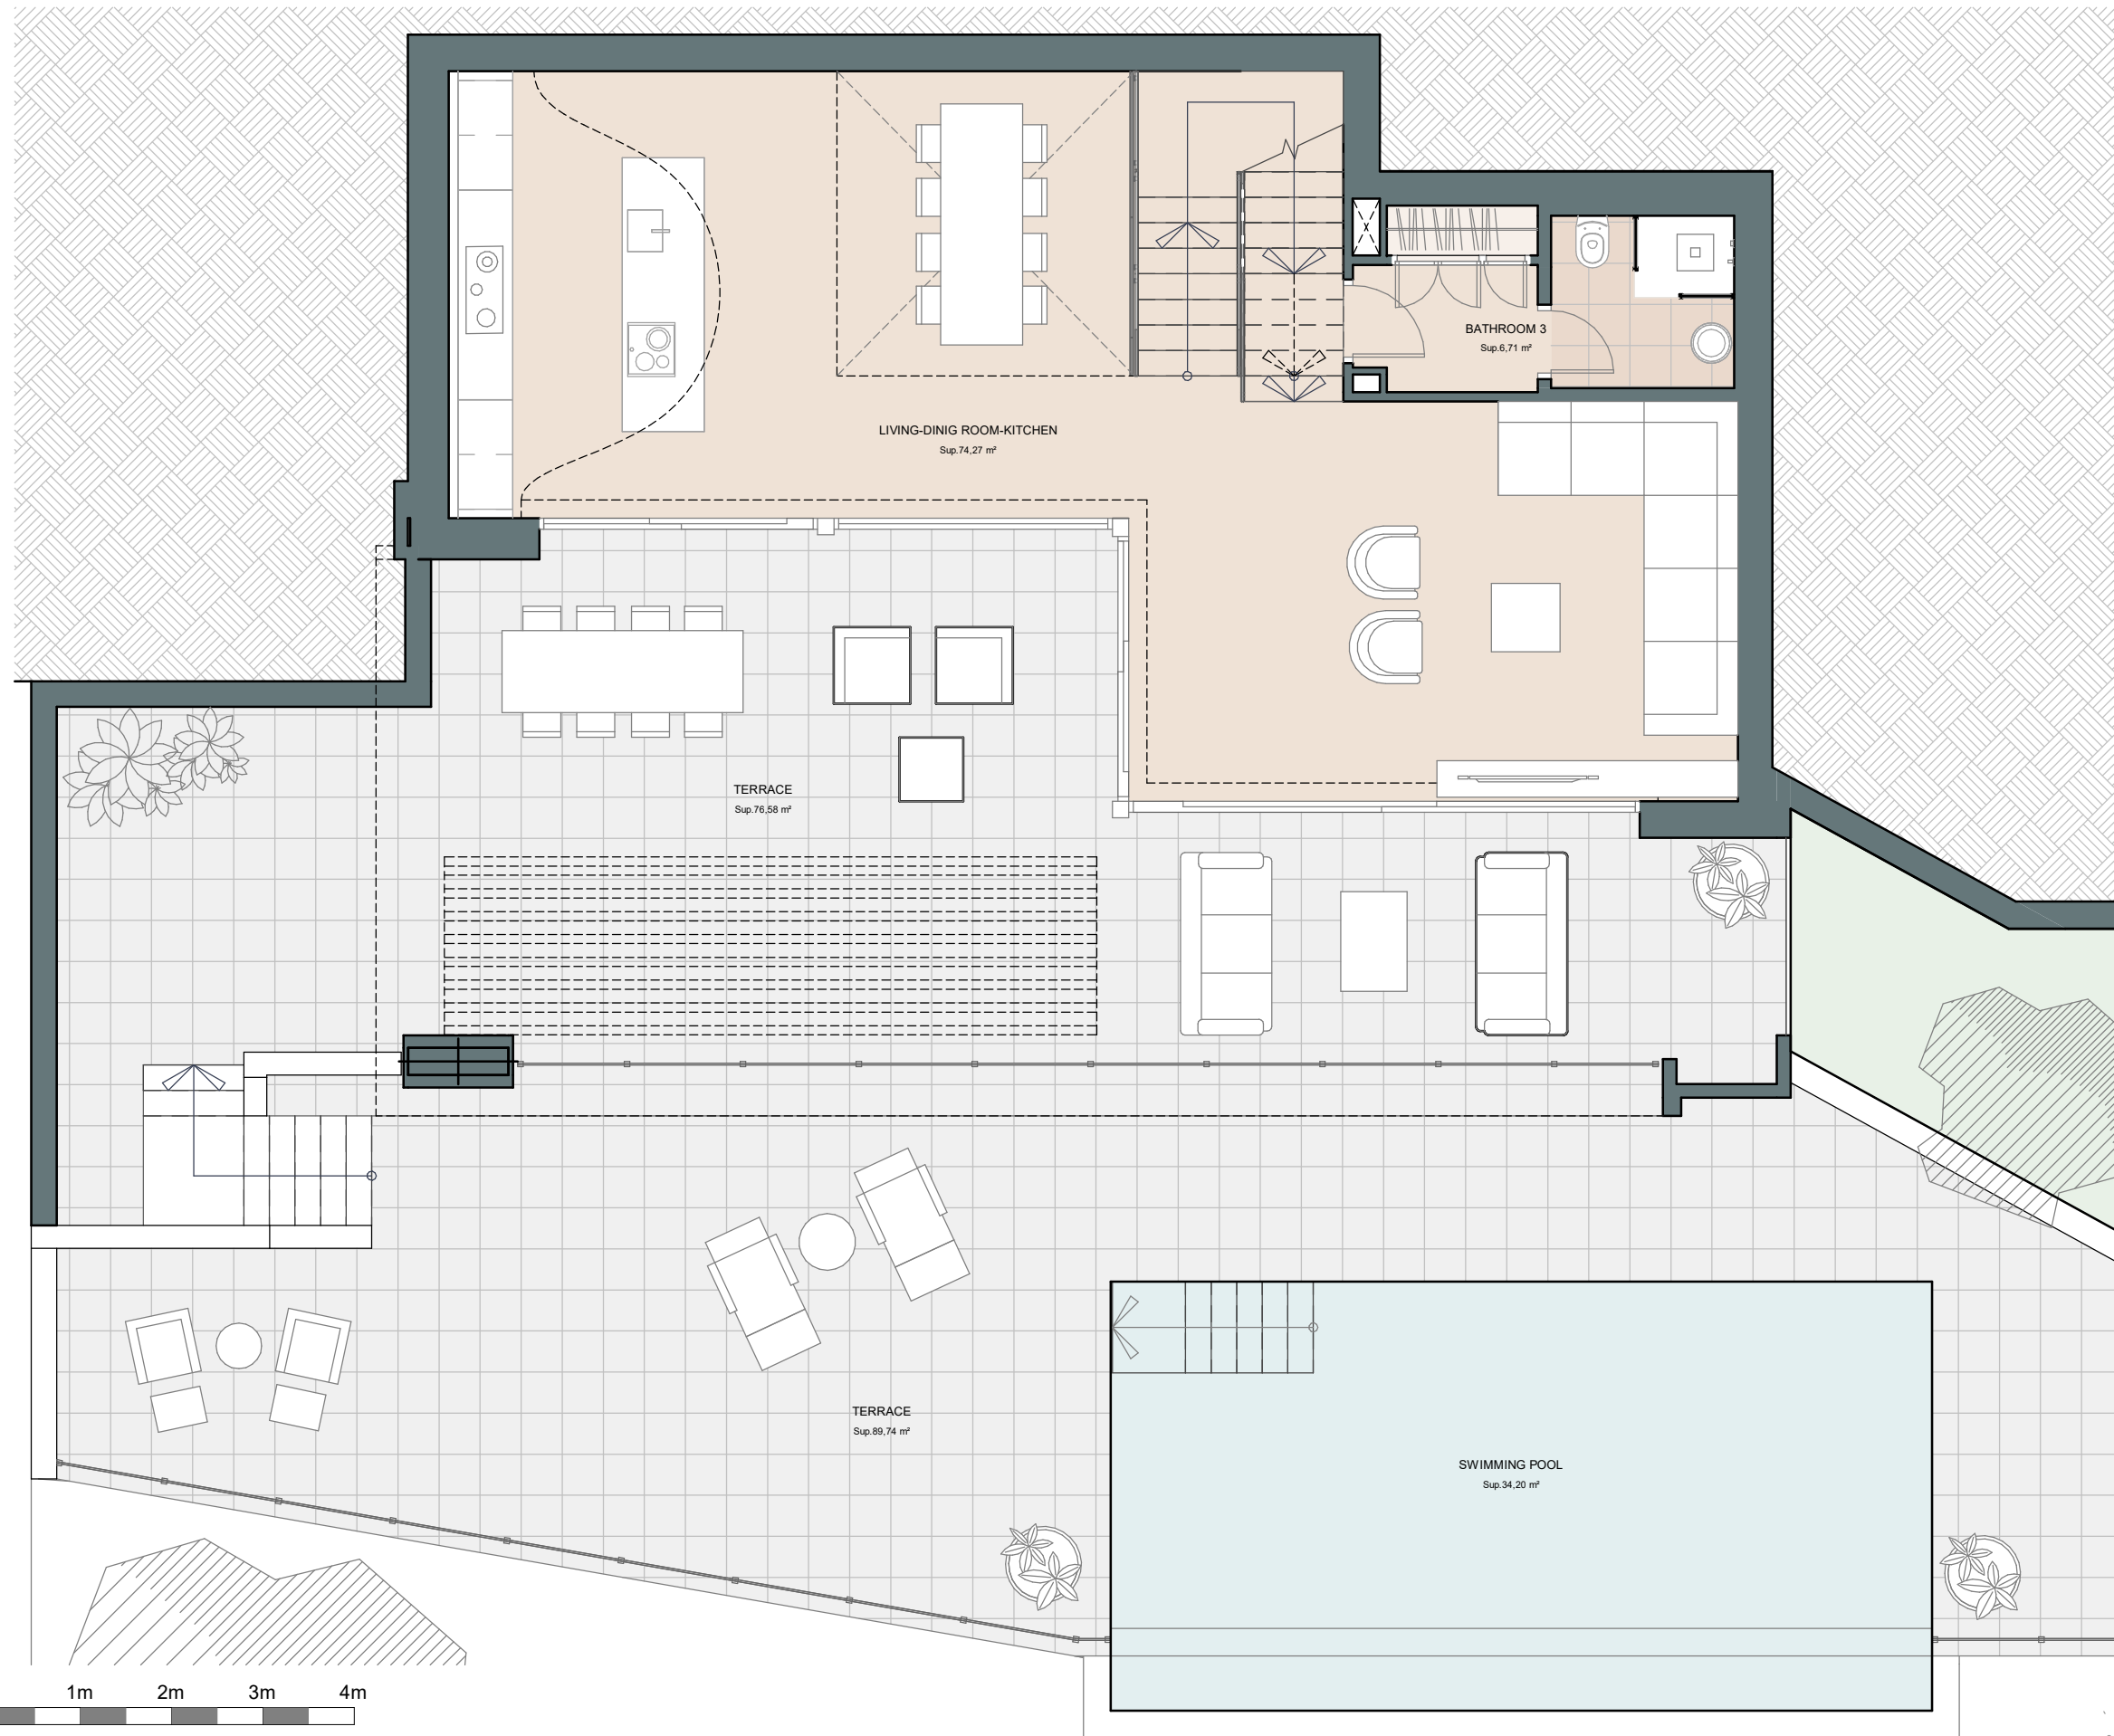 BATHROOM 3
Sup.6,71 m²
LIVING-DINIG ROOM-KITCHEN
Sup.74,27 m²
TERRACE
Sup.76,58 m²
TERRACE
Sup.89,74 m²
SWIMMING POOL
Sup.34,20 m²
1m 2m 3m 4m